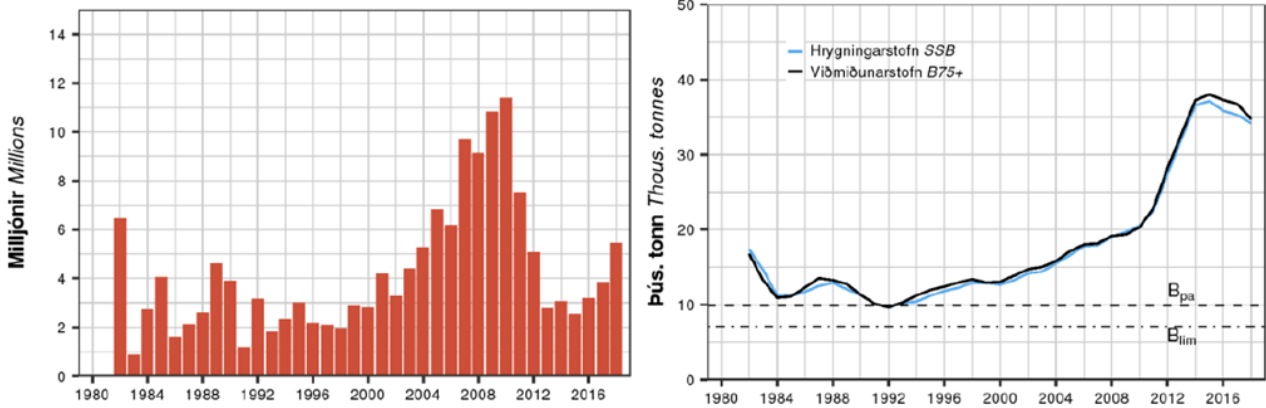 Milljónir Millions
14
12
10
8
6
4
2
0
1980 1984 1988 1992 1996 2000 2004 2008 2012 2016
Þús. tonn Thous. tonnes
50
40
30
20
10
0
Hrygningarstofn SSB
Viðmiðunarstofn B75+
Bpa
Blim
1980 1984 1988 1992 1996 2000 2004 2008 2012 2016